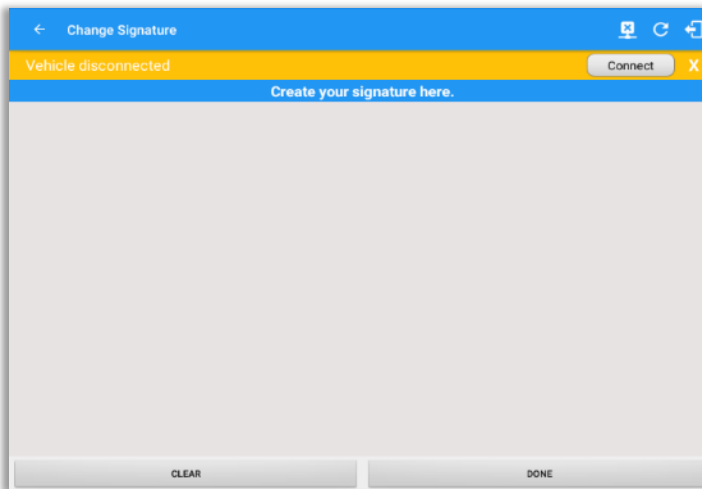 Change Signature
Vehicle disconnected Connect X
Create your signature here.
CLEAR DONE